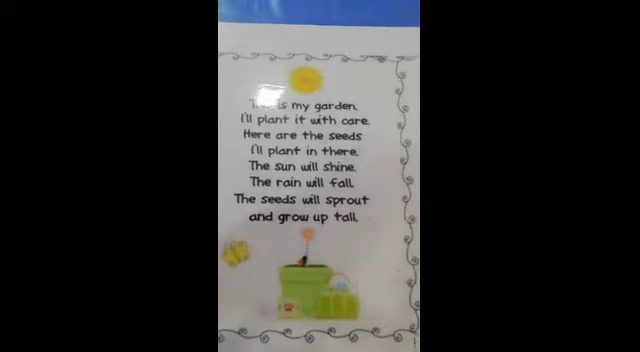 is my garden.
I'll plant it with care.
Here are the seeds
I'll plant in there.
The sun will shine.
The rain will fall.
The seeds will sprout
and grow up tall.